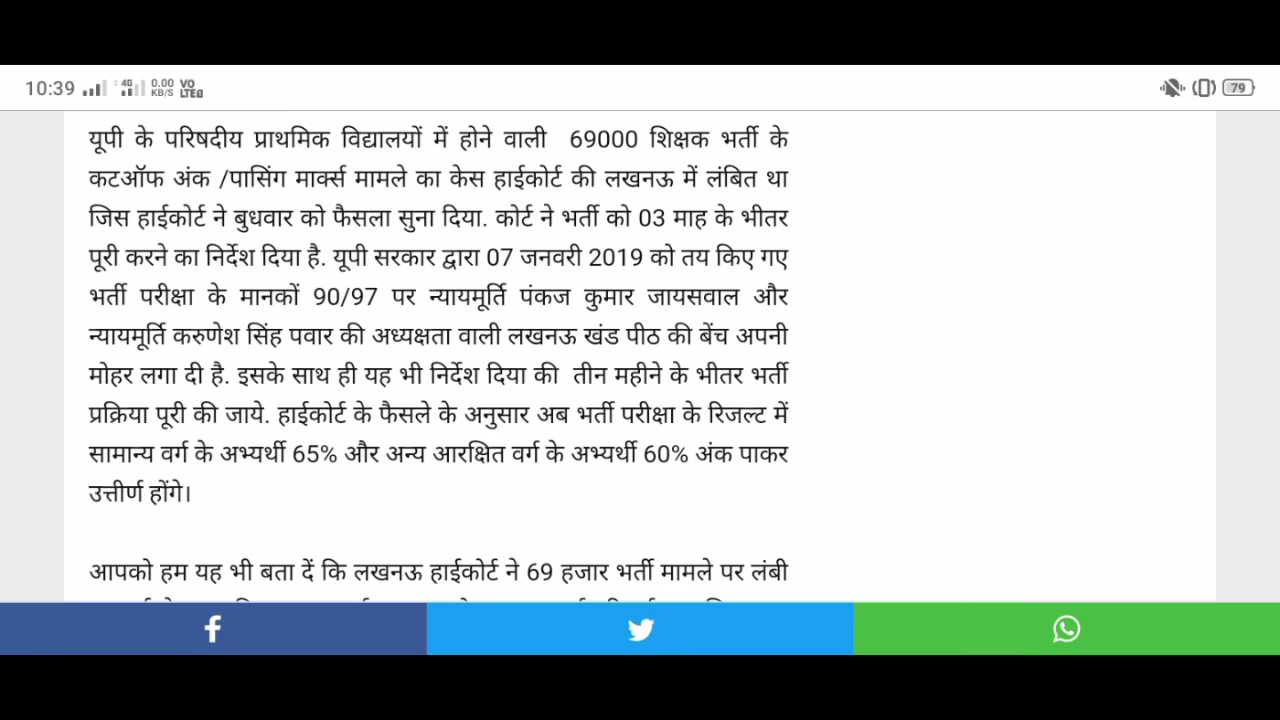 10:39 4G 0.00 KB/S VO LTE 79
यूपी के परिषदीय प्राथमिक विद्यालयों में होने वाली 69000 शिक्षक भर्ती के
कटऑफ अंक /पासिंग मार्क्स मामले का केस हाईकोर्ट की लखनऊ में लंबित था
जिस हाईकोर्ट ने बुधवार को फैसला सुना दिया. कोर्ट ने भर्ती को 03 माह के भीतर
पूरी करने का निर्देश दिया है. यूपी सरकार द्वारा 07 जनवरी 2019 को तय किए गए
भर्ती परीक्षा के मानकों 90/97 पर न्यायमूर्ति पंकज कुमार जायसवाल और
न्यायमूर्ति करुणेश सिंह पवार की अध्यक्षता वाली लखनऊ खंड पीठ की बेंच अपनी
मोहर लगा दी है. इसके साथ ही यह भी निर्देश दिया की तीन महीने के भीतर भर्ती
प्रक्रिया पूरी की जाये. हाईकोर्ट के फैसले के अनुसार अब भर्ती परीक्षा के रिजल्ट में
सामान्य वर्ग के अभ्यर्थी 65% और अन्य आरक्षित वर्ग के अभ्यर्थी 60% अंक पाकर
उत्तीर्ण होंगे।
आपको हम यह भी बता दें कि लखनऊ हाईकोर्ट ने 69 हजार भर्ती मामले पर लंबी